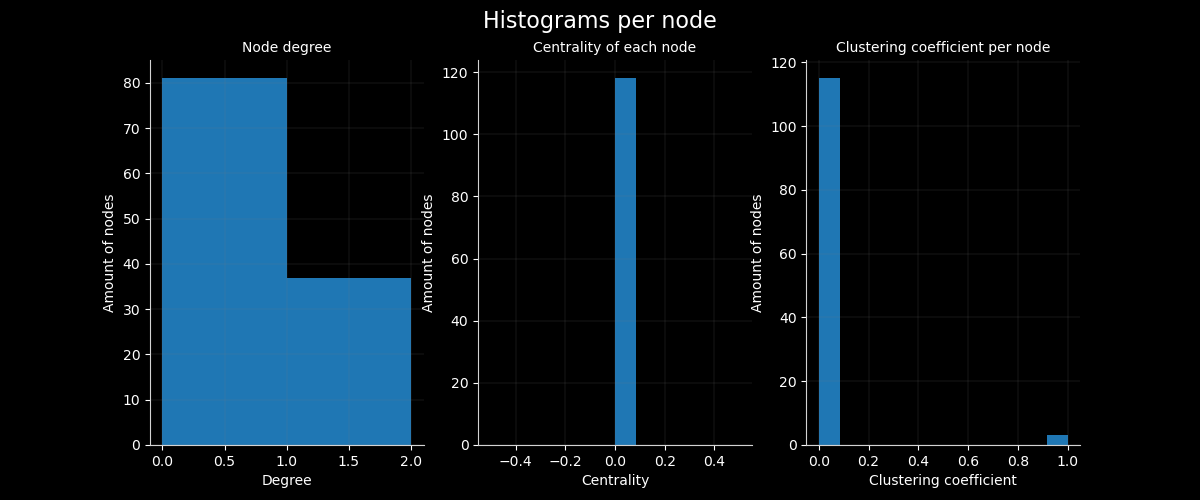 Histograms per node
Node degree
Amount of nodes
80
70
60
50
40
30
20
10
0
0.0 0.5 1.0 1.5 2.0
Degree
Centrality of each node
Amount of nodes
120
100
80
60
40
20
0
−0.4 −0.2 0.0 0.2 0.4
Centrality
Clustering coefficient per node
Amount of nodes
120
100
80
60
40
20
0
0.0 0.2 0.4 0.6 0.8 1.0
Clustering coefficient